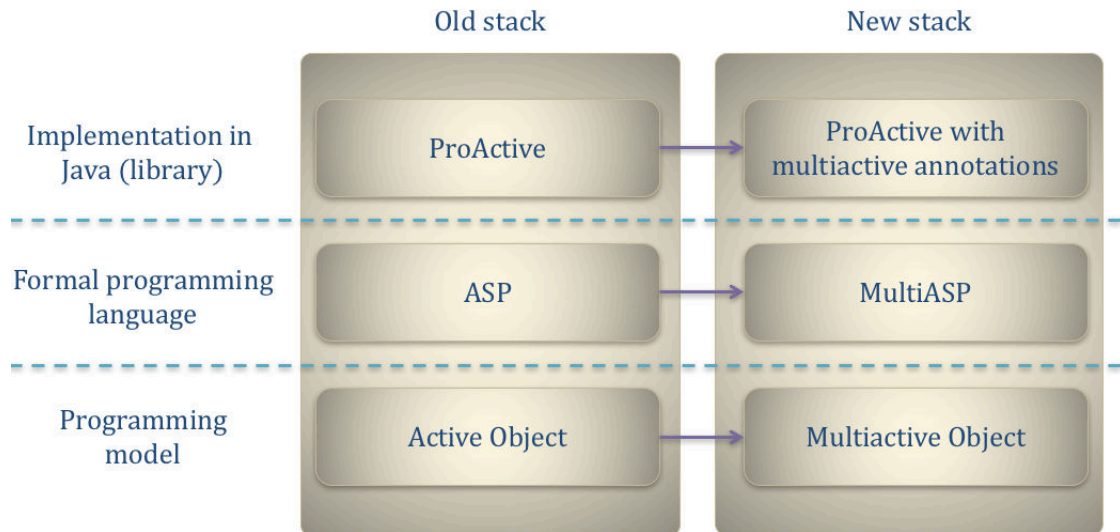 Old stack
New stack
Implementation in
Java (library)
ProActive
ProActive with
multiactive annotations
Formal programming
language
ASP
MultiASP
Programming
model
Active Object
Multiactive Object